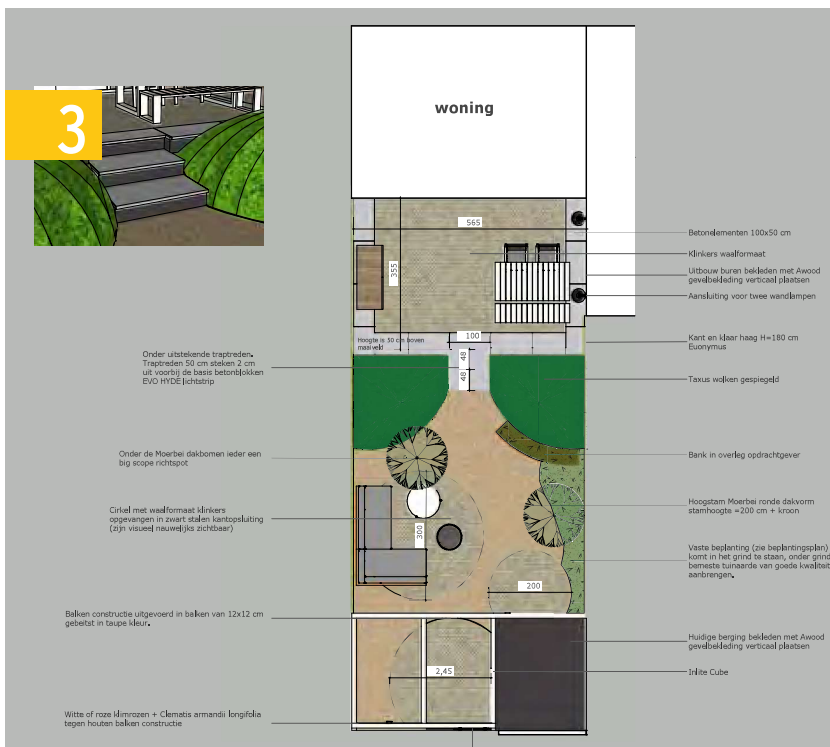 3
woning
565
355
100
48
48
300
200
2,45
Hoogte is 30 cm boven
maaiveld
Onder uitstekende traptreden.
Traptreden 50 cm steken 2 cm
uit voorbij de basis betonblokken
EVO HYDE lichtstrip
Onder de Moerbei dakbomen ieder een
big scope richtspot
Cirkel met waalformaat klinkers
opgevangen in zwart stalen kantopsluiting
(zijn visueel nauwelijks zichtbaar)
Balken constructie uitgevoerd in balken van 12x12 cm
gebeitst in taupe kleur.
Witte of roze klimrozen + Clematis armandii longifolia
tegen houten balken constructie
Betonelementen 100x50 cm
Klinkers waalformaat
Uitbouw buren bekleden met Awood
gevelbekleding verticaal plaatsen
Aansluiting voor twee wandlampen
Kant en klaar haag H=180 cm
Euonymus
Taxus wolken gespiegeld
Bank in overleg opdrachtgever
Hoogstam Moerbei ronde dakvorm
stamhoogte =200 cm + kroon
Vaste beplanting (zie beplantingsplan)
komt in het grind te staan, onder grind
bemeste tuinaarde van goede kwaliteit
aanbrengen.
Huidige berging bekleden met Awood
gevelbekleding verticaal plaatsen
Inlite Cube